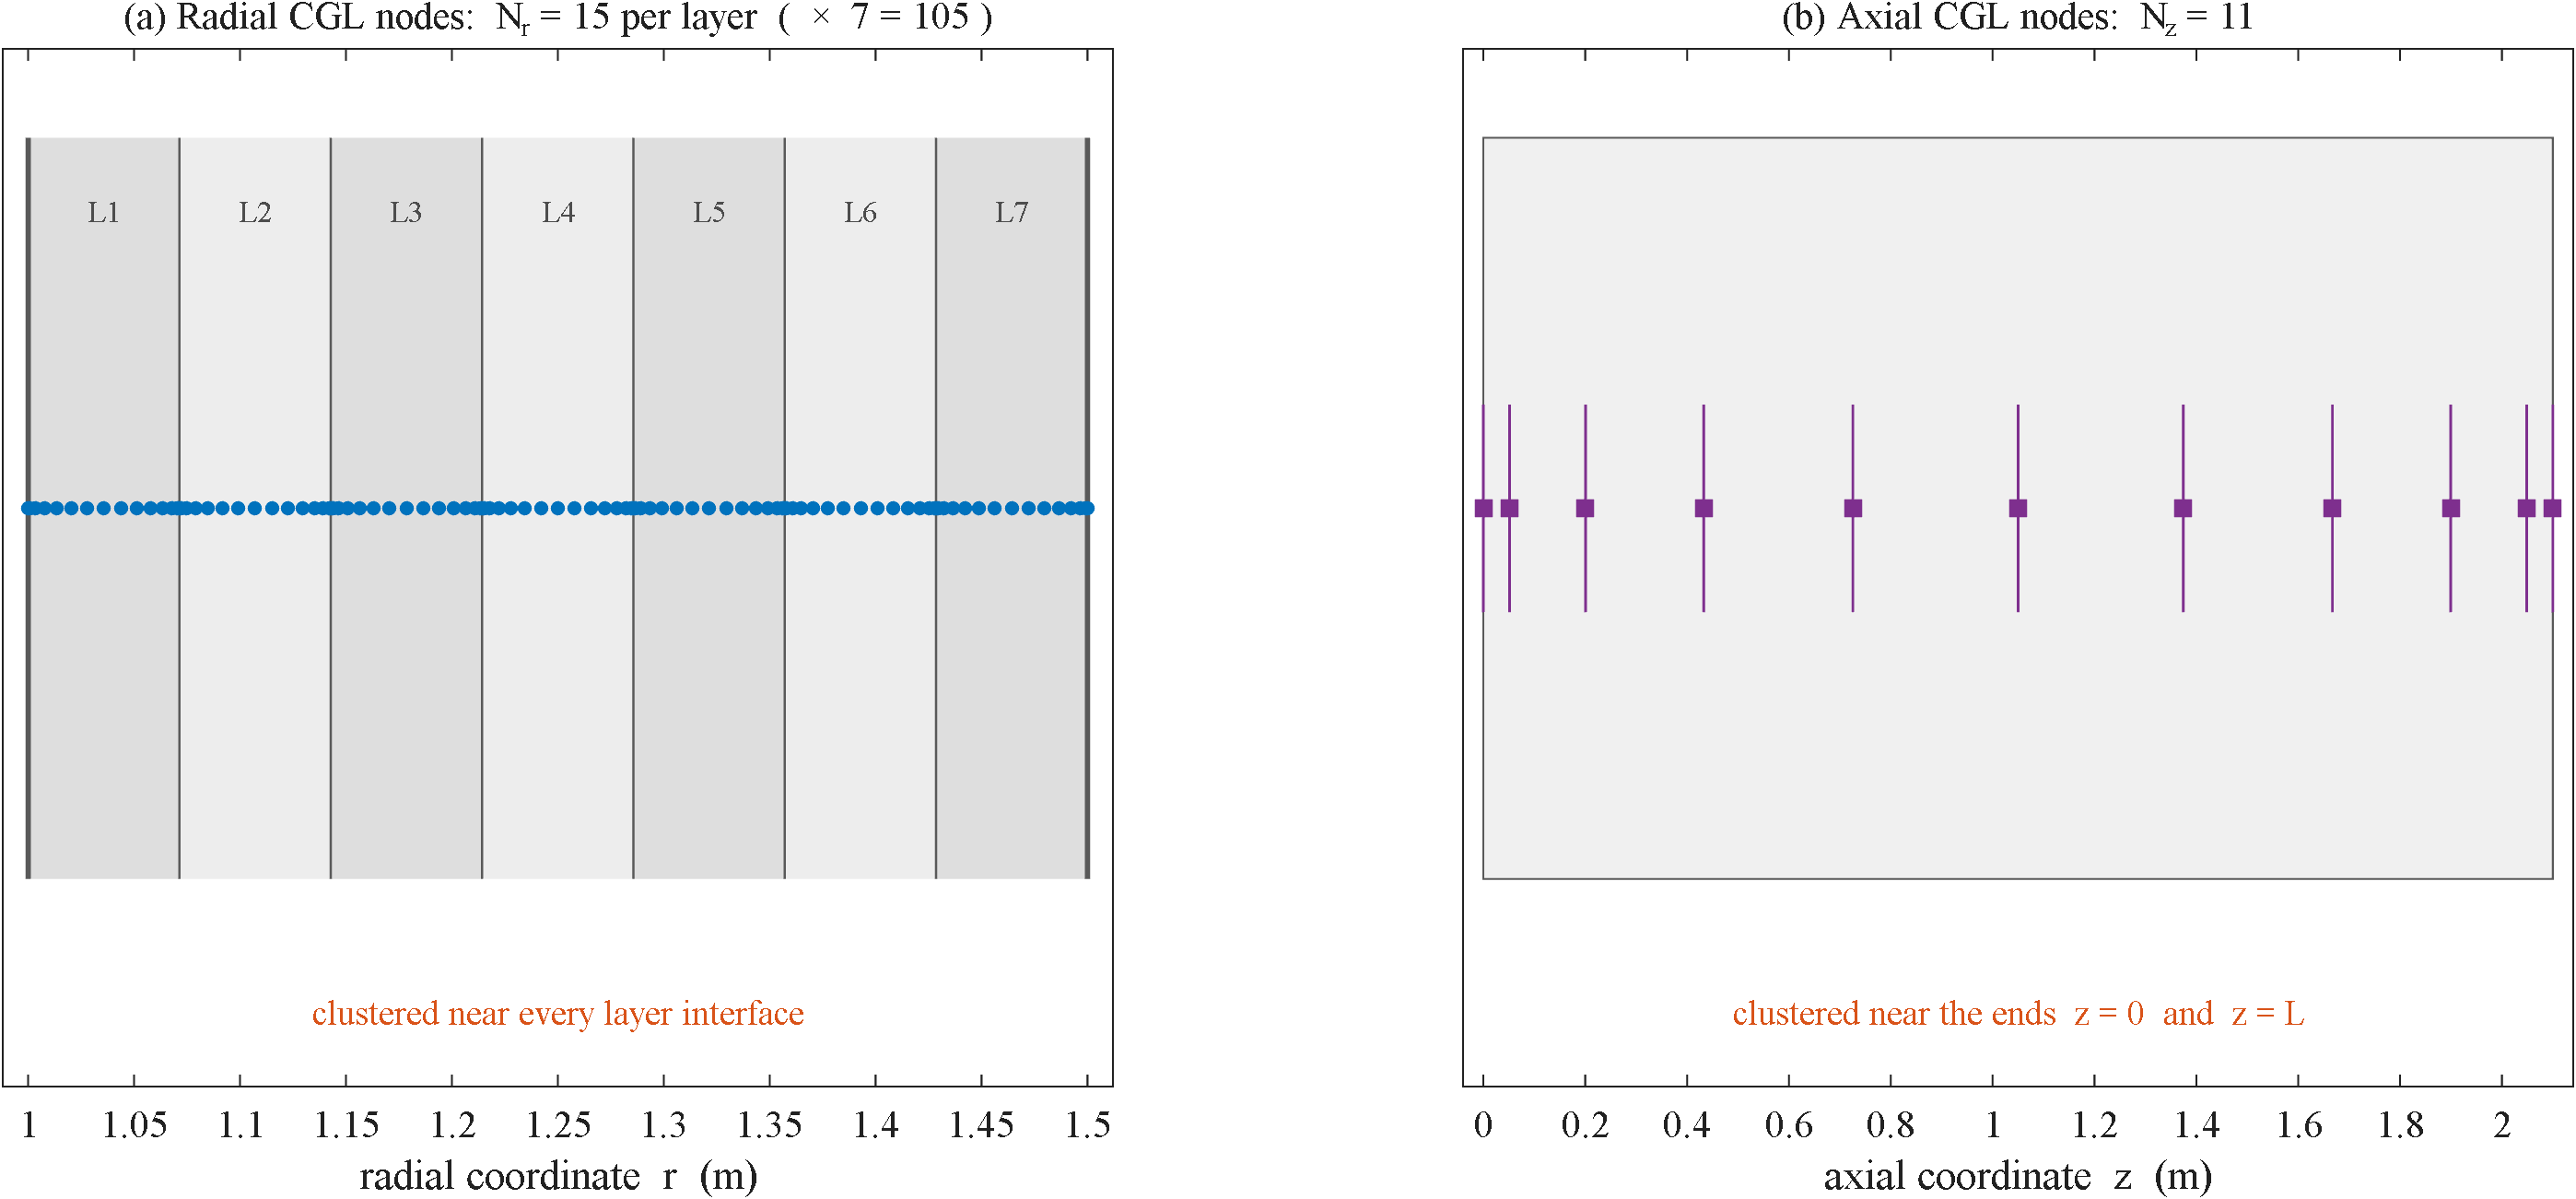 (a) Radial CGL nodes: Nr = 15 per layer ( × 7 = 105 )
L1 L2 L3 L4 L5 L6 L7
clustered near every layer interface
1 1.05 1.1 1.15 1.2 1.25 1.3 1.35 1.4 1.45 1.5
radial coordinate r (m)
(b) Axial CGL nodes: Nz = 11
clustered near the ends z = 0 and z = L
0 0.2 0.4 0.6 0.8 1 1.2 1.4 1.6 1.8 2
axial coordinate z (m)